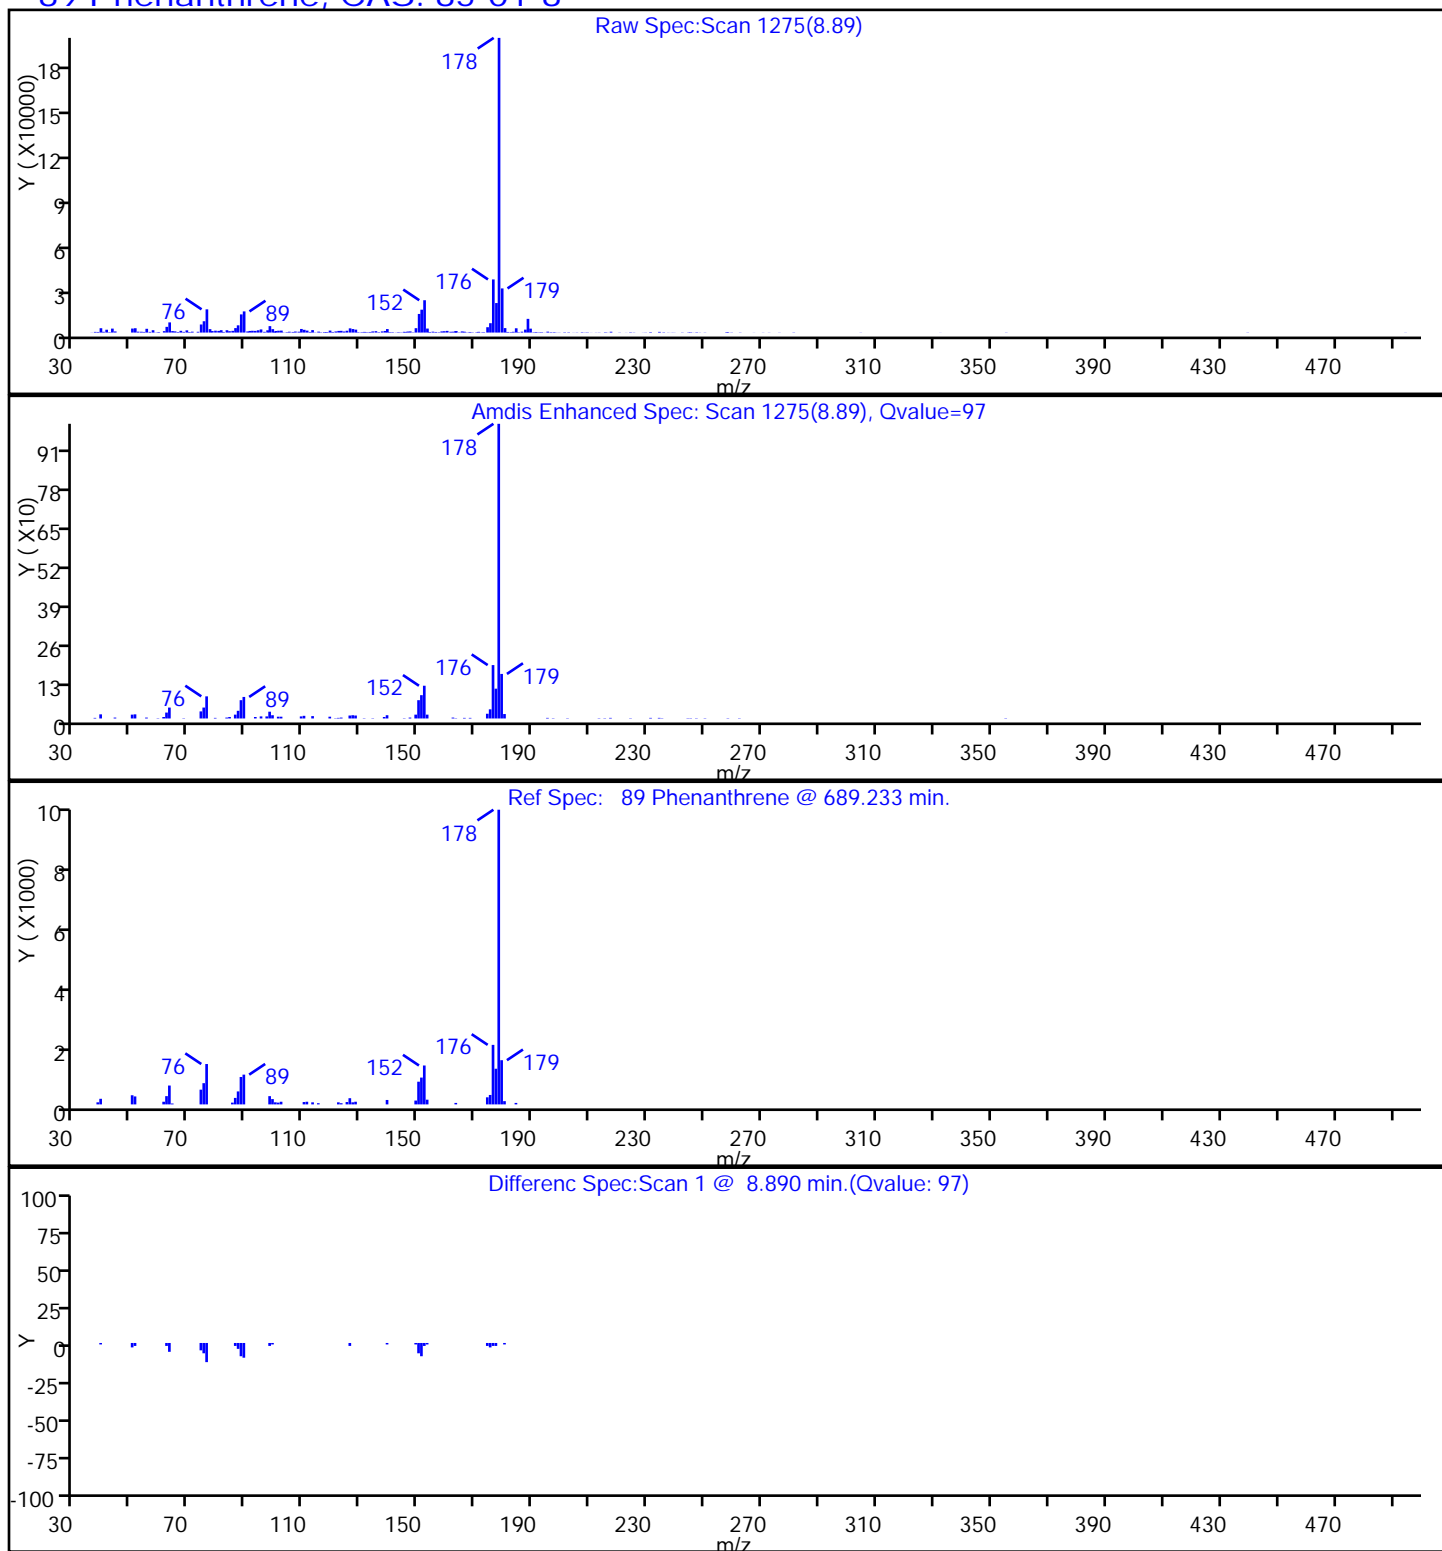 89 Phenanthrene, CAS: 85-01-8
Raw Spec:Scan 1275(8.89)
Y ( X10000)
18
15
12
9
6
3
0
178
176
179
152
76
89
30 70 110 150 190 230 270 310 350 390 430 470
m/z
Amdis Enhanced Spec: Scan 1275(8.89), Qvalue=97
Y ( X10)
91
78
65
52
39
26
13
0
178
176
179
152
76
89
30 70 110 150 190 230 270 310 350 390 430 470
m/z
Ref Spec: 89 Phenanthrene @ 689.233 min.
Y ( X1000)
10
8
6
4
2
0
178
176
179
152
76
89
30 70 110 150 190 230 270 310 350 390 430 470
m/z
Differenc Spec:Scan 1 @ 8.890 min.(Qvalue: 97)
Y
100
75
50
25
0
-25
-50
-75
-100
30 70 110 150 190 230 270 310 350 390 430 470
m/z